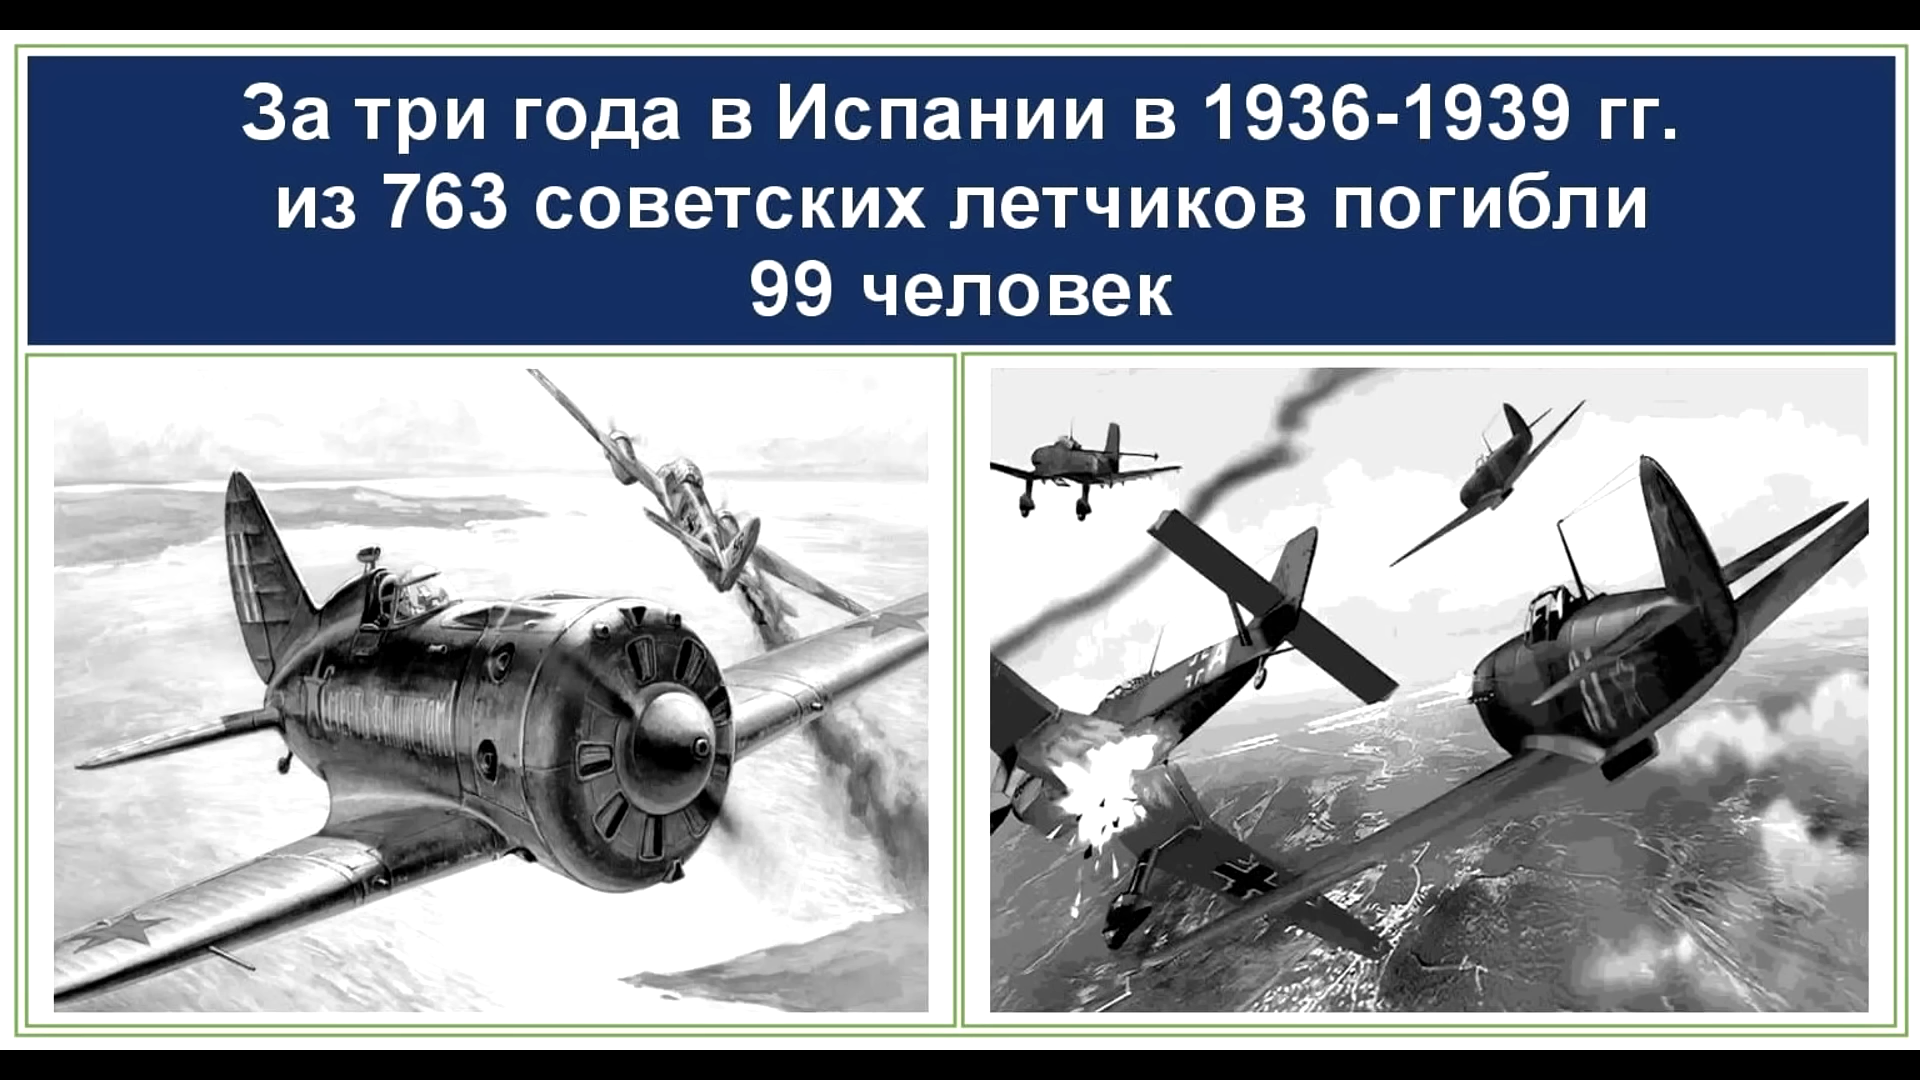 За три года в Испании в 1936-1939 гг.
из 763 советских летчиков погибли
99 человек